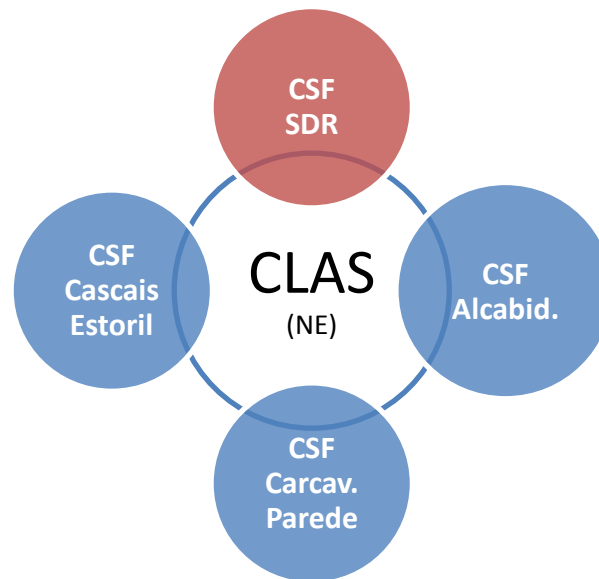 CSF
SDR
CSF
Cascais
Estoril
CLAS
(NE)
CSF
Alcabid.
CSF
Carcav.
Parede